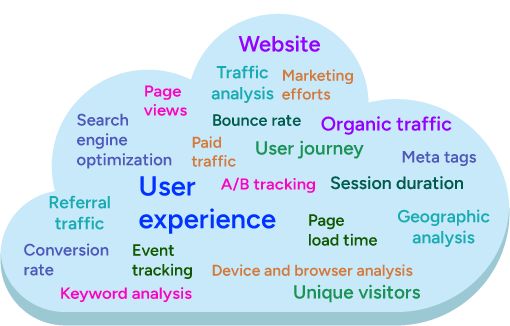 Website
Traffic
analysis
Marketing
efforts
Page
views
Search
engine
optimization
Bounce rate
Organic traffic
Paid
traffic
User journey
Meta tags
User
experience
A/B tracking
Session duration
Referral
traffic
Page
load time
Geographic
analysis
Conversion
rate
Event
tracking
Device and browser analysis
Keyword analysis
Unique visitors